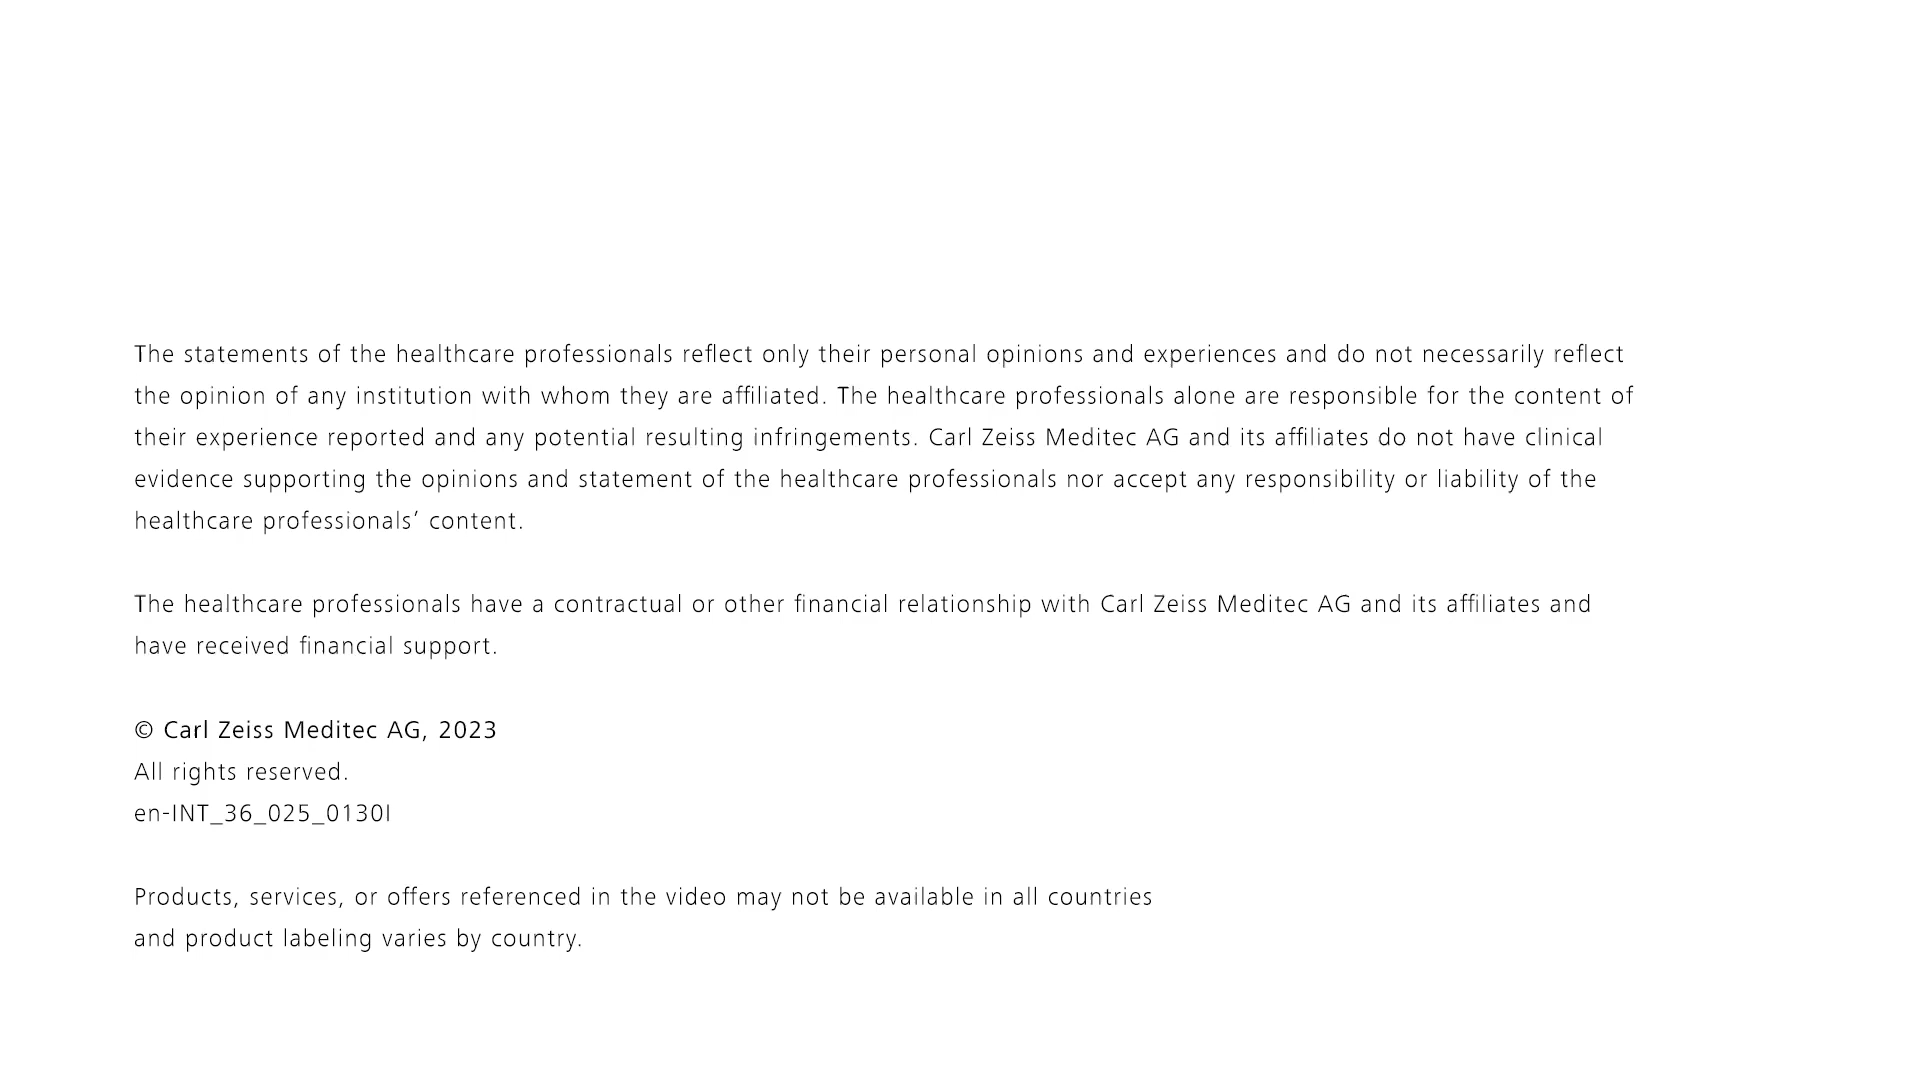 The statements of the healthcare professionals reflect only their personal opinions and experiences and do not necessarily reflect
the opinion of any institution with whom they are affiliated. The healthcare professionals alone are responsible for the content of
their experience reported and any potential resulting infringements. Carl Zeiss Meditec AG and its affiliates do not have clinical
evidence supporting the opinions and statement of the healthcare professionals nor accept any responsibility or liability of the
healthcare professionals’ content.
The healthcare professionals have a contractual or other financial relationship with Carl Zeiss Meditec AG and its affiliates and
have received financial support.
© Carl Zeiss Meditec AG, 2023
All rights reserved.
en-INT_36_025_0130I
Products, services, or offers referenced in the video may not be available in all countries
and product labeling varies by country.